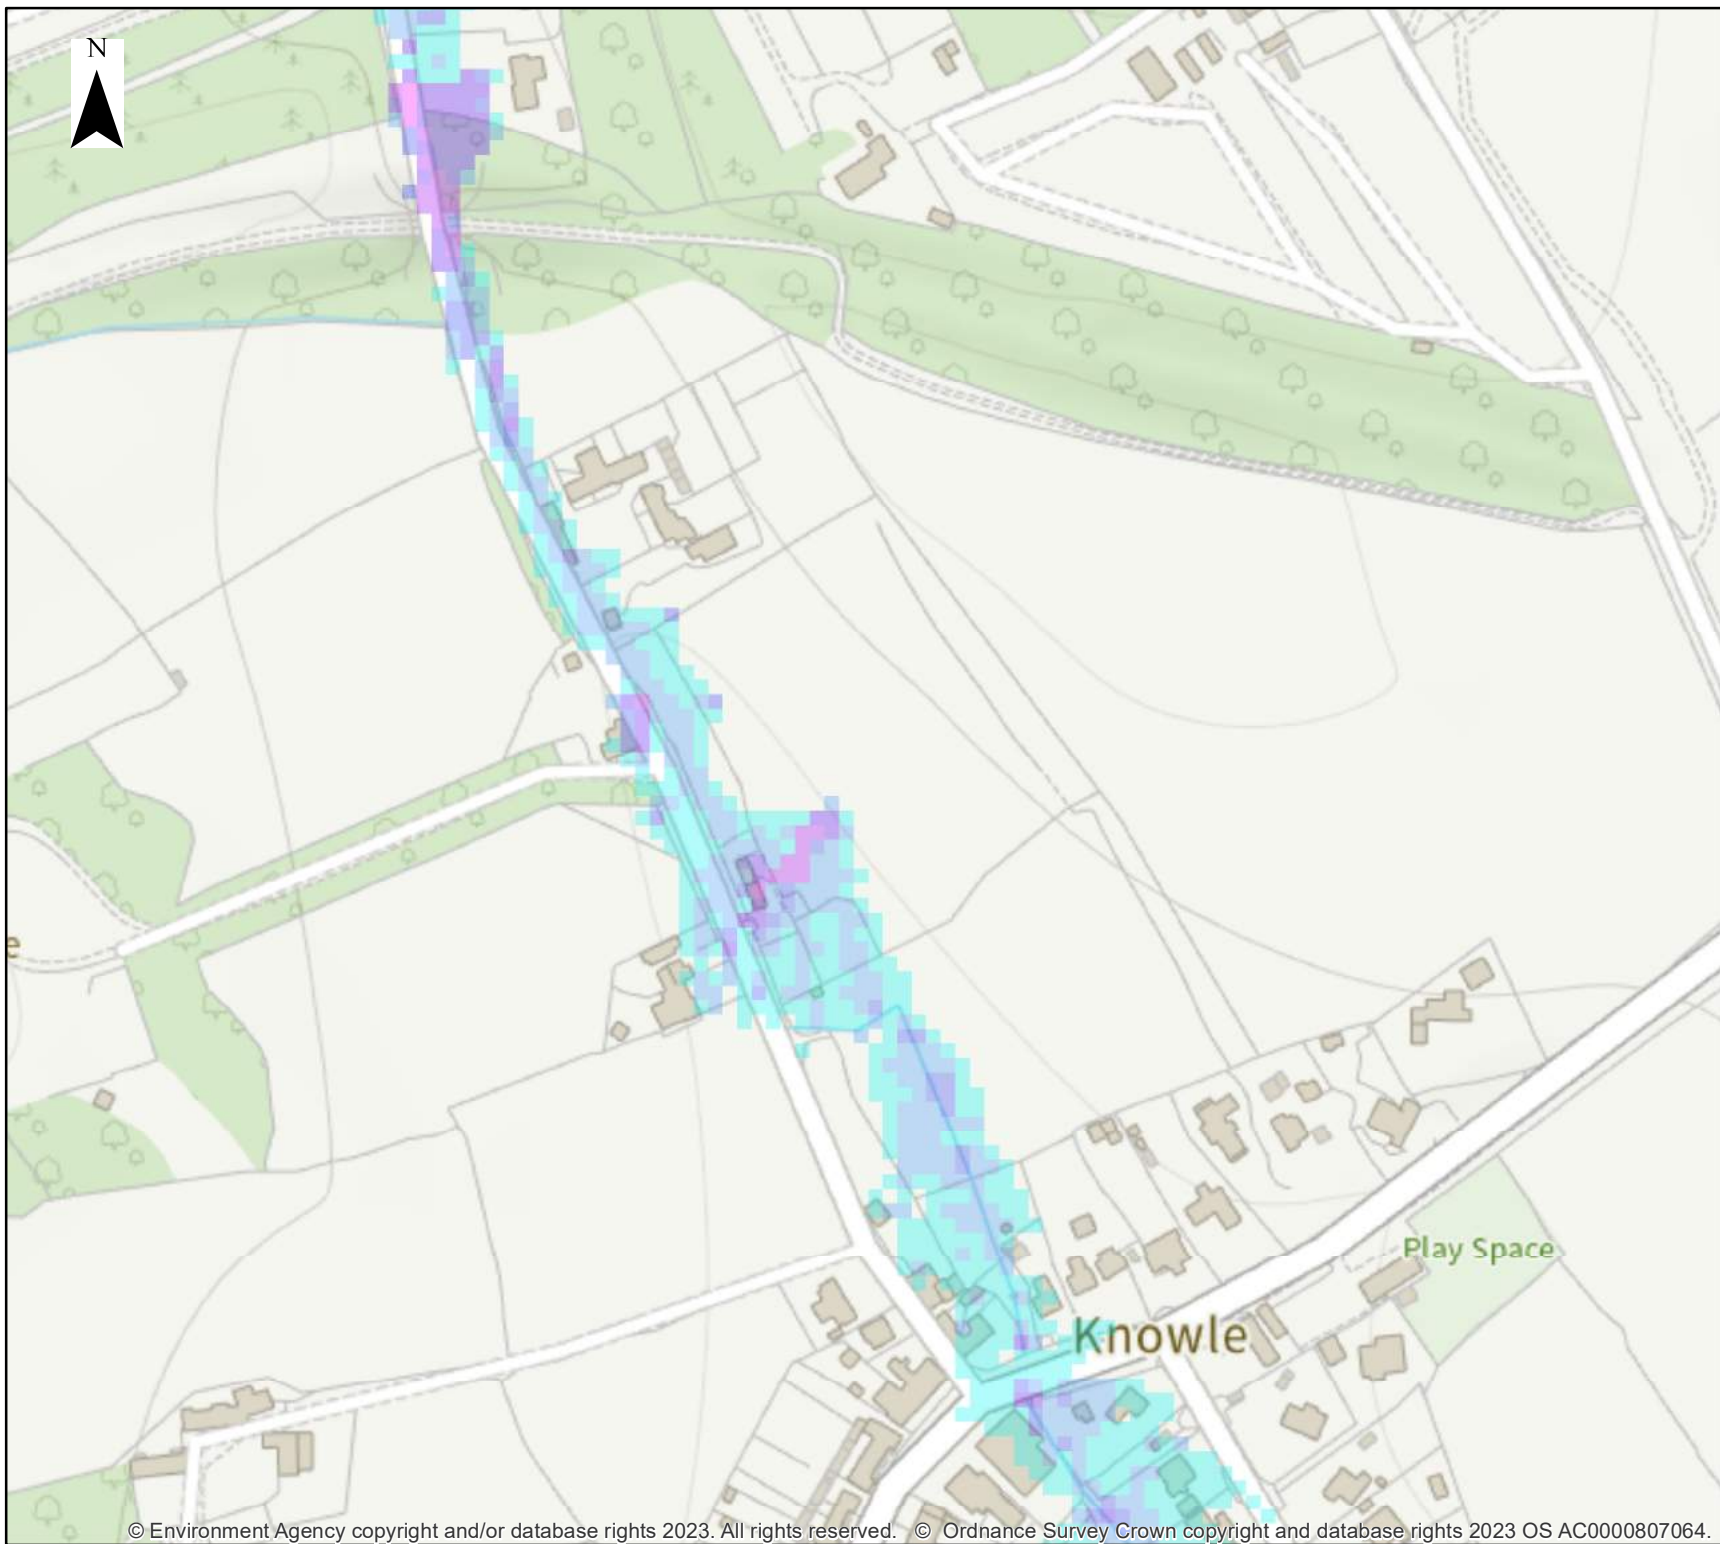 N
e
Play Space
Knowle
© Environment Agency copyright and/or database rights 2023. All rights reserved. © Ordnance Survey Crown copyright and database rights 2023 OS AC0000807064.